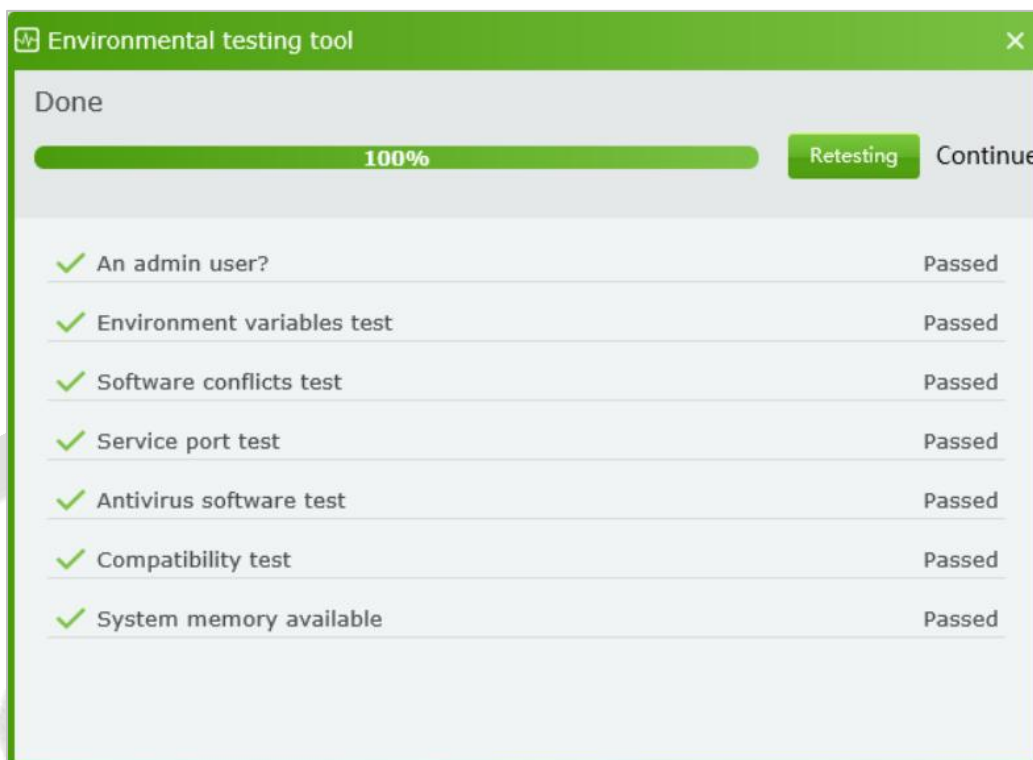 Environmental testing tool
Done
100%
Retesting Continue
An admin user? Passed
Environment variables test Passed
Software conflicts test Passed
Service port test Passed
Antivirus software test Passed
Compatibility test Passed
System memory available Passed